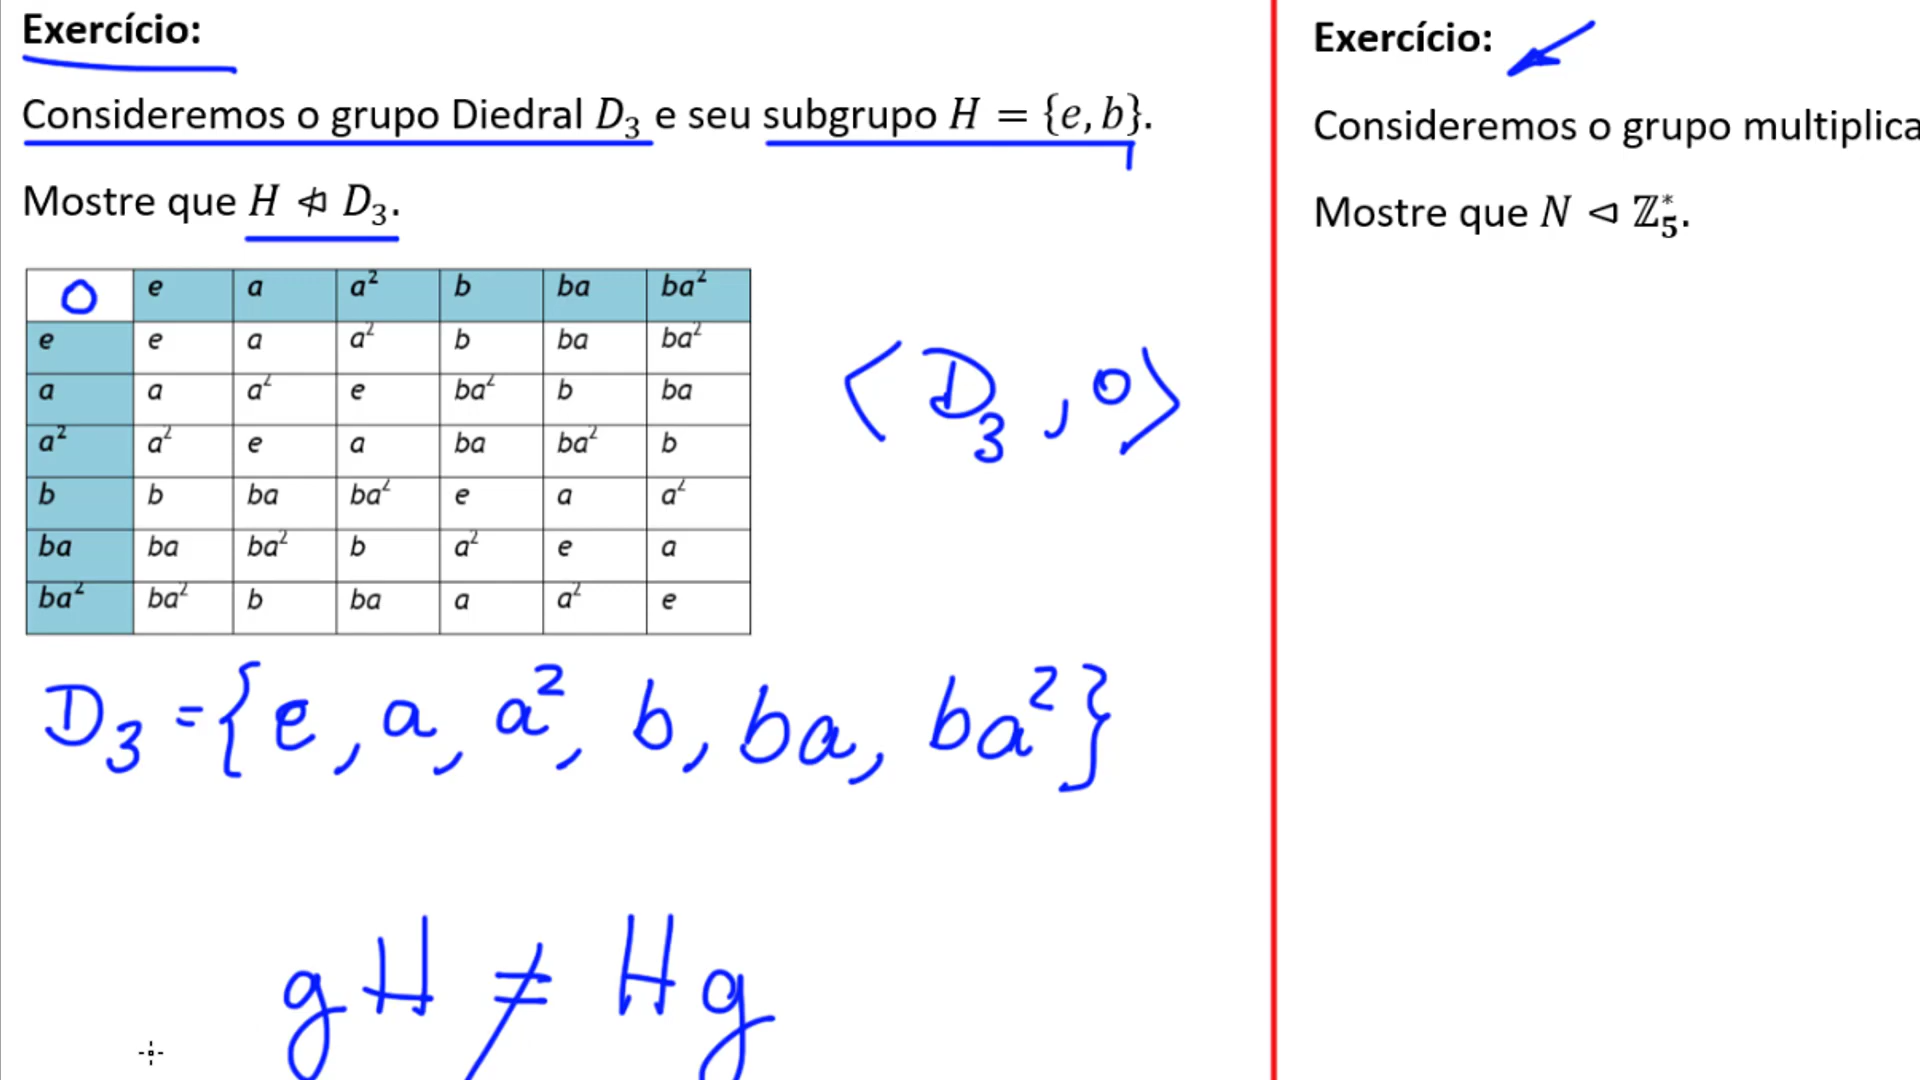 Exercício:
Consideremos o grupo Diedral D₃ e seu subgrupo H = {e, b}.
Mostre que H ⋪ D₃.
o e a a² b ba ba²
e e a a² b ba ba²
a a a² e ba² b ba
a² a² e a ba ba² b
b b ba ba² e a a²
ba ba ba² b a² e a
ba² ba² b ba a a² e
⟨D₃, o⟩
D₃ = {e, a, a², b, ba, ba²}
gH ≠ Hg
Exercício:
Consideremos o grupo multiplica
Mostre que N ⊲ ℤ₅*.